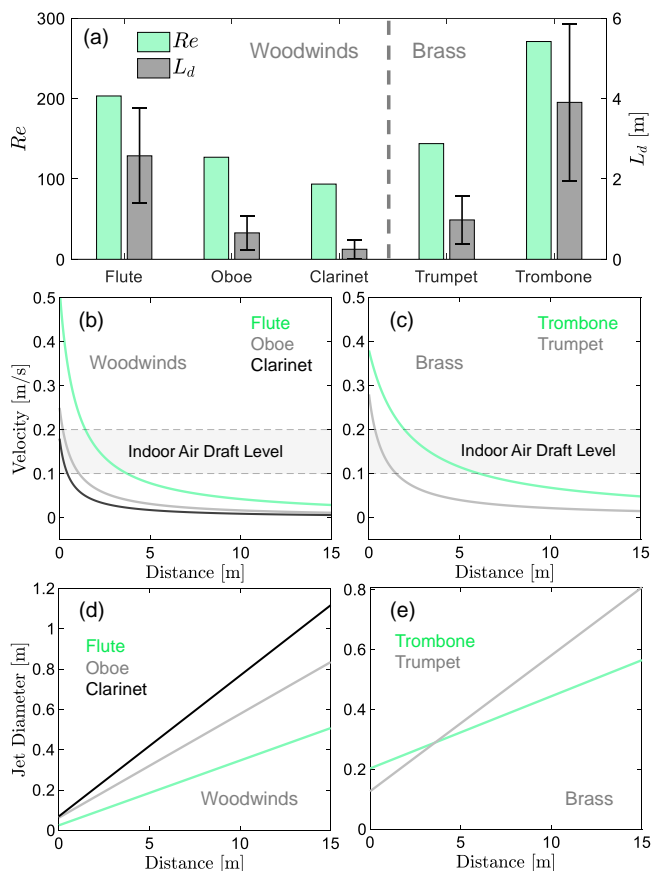 (a)
Re
L_d
Woodwinds
Brass
300
200
100
0
Re
6
4
2
0
L_d [m]
Flute Oboe Clarinet Trumpet Trombone
(b)
Flute
Oboe
Clarinet
Woodwinds
Indoor Air Draft Level
0.5
0.4
0.3
0.2
0.1
0
Velocity [m/s]
0 5 10 15
Distance [m]
(c)
Trombone
Trumpet
Brass
Indoor Air Draft Level
0.5
0.4
0.3
0.2
0.1
0
0 5 10 15
Distance [m]
(d)
Flute
Oboe
Clarinet
Woodwinds
1.2
1
0.8
0.6
0.4
0.2
0
Jet Diameter [m]
0 5 10 15
Distance [m]
(e)
Trombone
Trumpet
Brass
0.8
0.6
0.4
0.2
0
0 5 10 15
Distance [m]